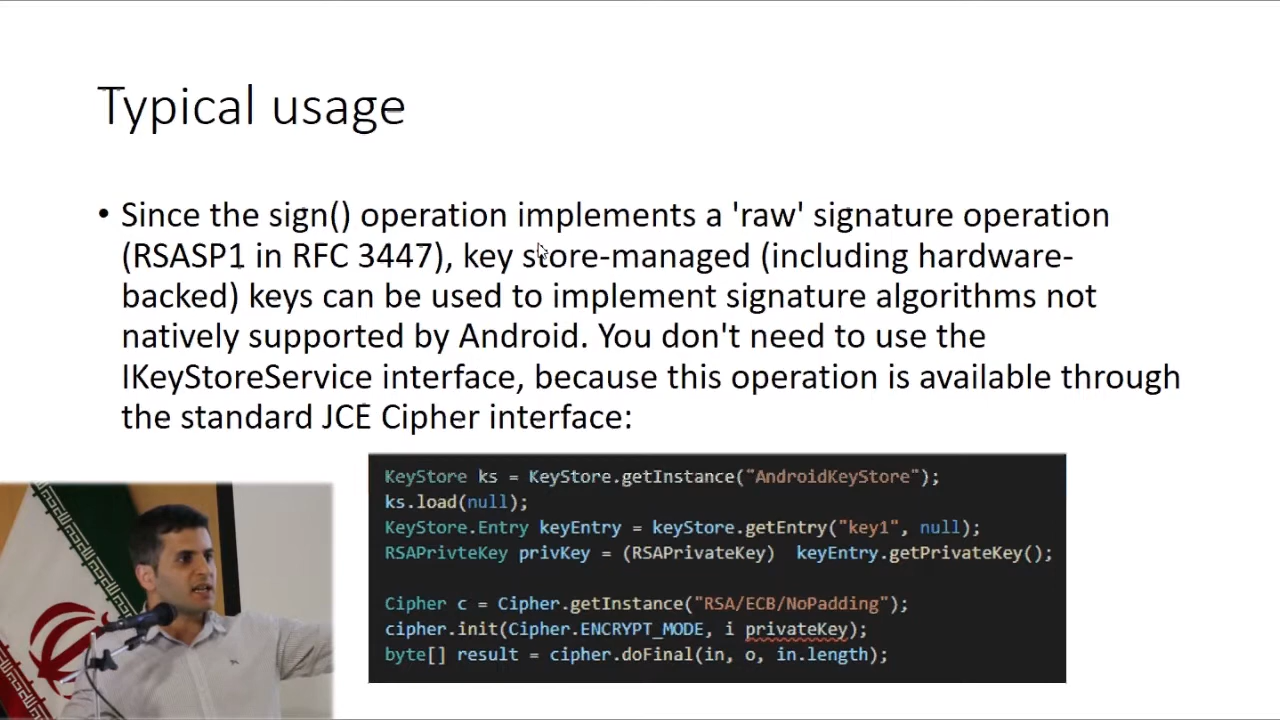 Typical usage
• Since the sign() operation implements a 'raw' signature operation
(RSASP1 in RFC 3447), key store-managed (including hardware-
backed) keys can be used to implement signature algorithms not
natively supported by Android. You don't need to use the
IKeyStoreService interface, because this operation is available through
the standard JCE Cipher interface:
KeyStore ks = KeyStore.getInstance("AndroidKeyStore");
ks.load(null);
KeyStore.Entry keyEntry = keyStore.getEntry("key1", null);
RSAPrivteKey privKey = (RSAPrivateKey) keyEntry.getPrivateKey();
Cipher c = Cipher.getInstance("RSA/ECB/NoPadding");
cipher.init(Cipher.ENCRYPT_MODE, i privateKey);
byte[] result = cipher.doFinal(in, o, in.length);